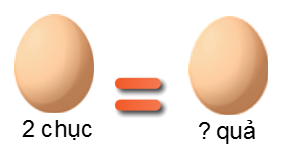 2 chục = ? quả